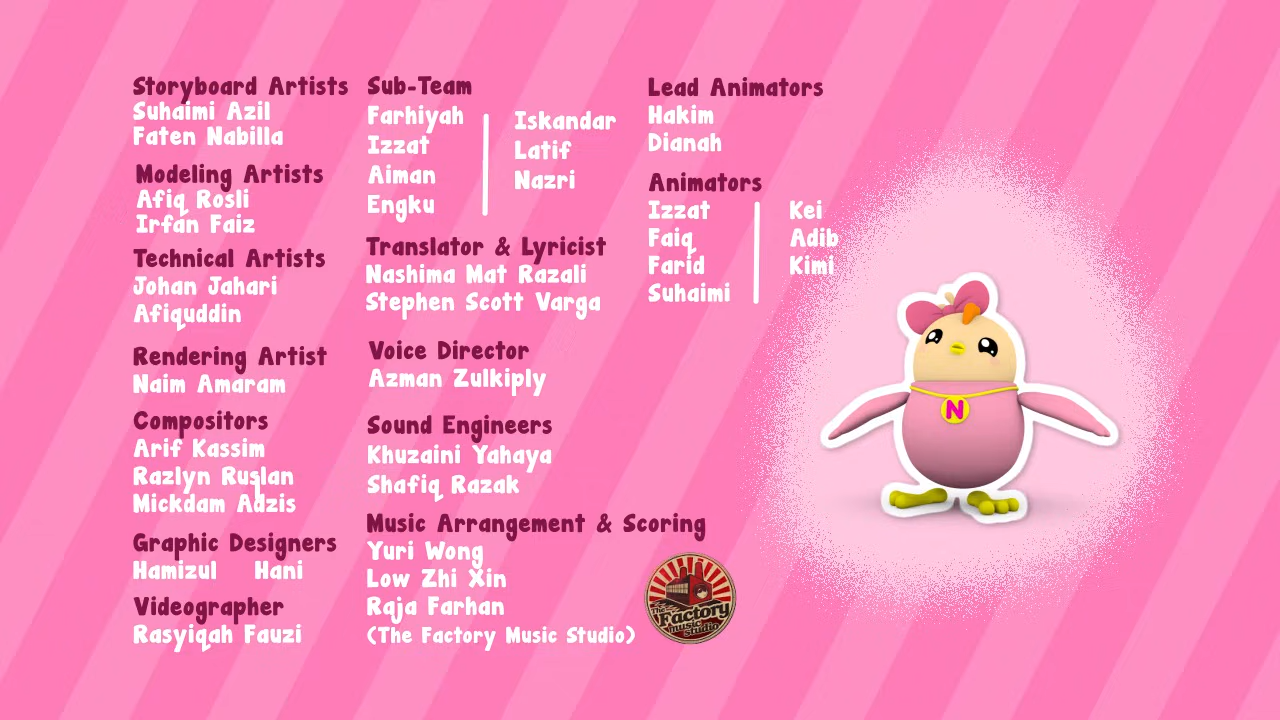 Storyboard Artists
Suhaimi Azil
Faten Nabilla
Modeling Artists
Afiq Rosli
Irfan Faiz
Technical Artists
Johan Jahari
Afiquddin
Rendering Artist
Naim Amaram
Compositors
Arif Kassim
Razlyn Ruslan
Mickdam Adzis
Graphic Designers
Hamizul Hani
Videographer
Rasyiqah Fauzi
Sub-Team
Farhiyah
Izzat
Aiman
Engku
Iskandar
Latif
Nazri
Translator & Lyricist
Nashima Mat Razali
Stephen Scott Varga
Voice Director
Azman Zulkiply
Sound Engineers
Khuzaini Yahaya
Shafiq Razak
Music Arrangement & Scoring
Yuri Wong
Low Zhi Xin
Raja Farhan
(The Factory Music Studio)
The
Factory
music
studio
Lead Animators
Hakim
Dianah
Animators
Izzat
Faiq
Farid
Suhaimi
Kei
Adib
Kimi
N